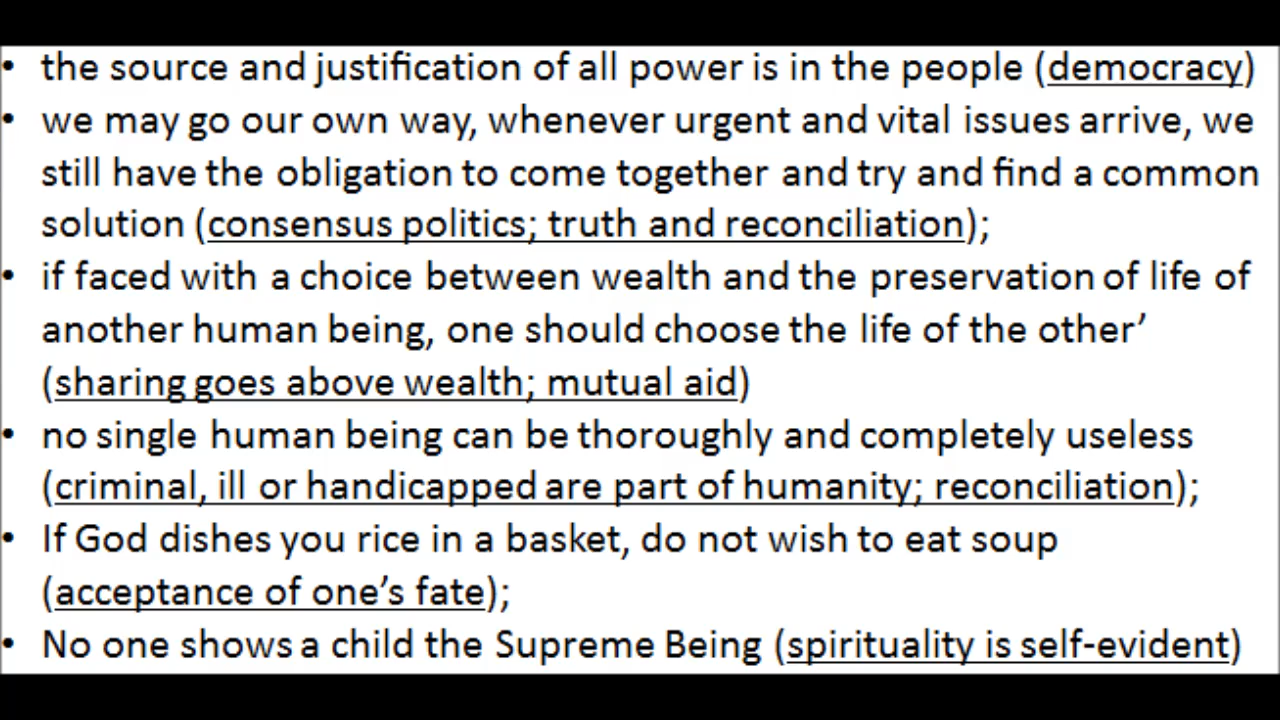 • the source and justification of all power is in the people (democracy)
• we may go our own way, whenever urgent and vital issues arrive, we
still have the obligation to come together and try and find a common
solution (consensus politics; truth and reconciliation);
• if faced with a choice between wealth and the preservation of life of
another human being, one should choose the life of the other’
(sharing goes above wealth; mutual aid)
• no single human being can be thoroughly and completely useless
(criminal, ill or handicapped are part of humanity; reconciliation);
• If God dishes you rice in a basket, do not wish to eat soup
(acceptance of one’s fate);
• No one shows a child the Supreme Being (spirituality is self-evident)